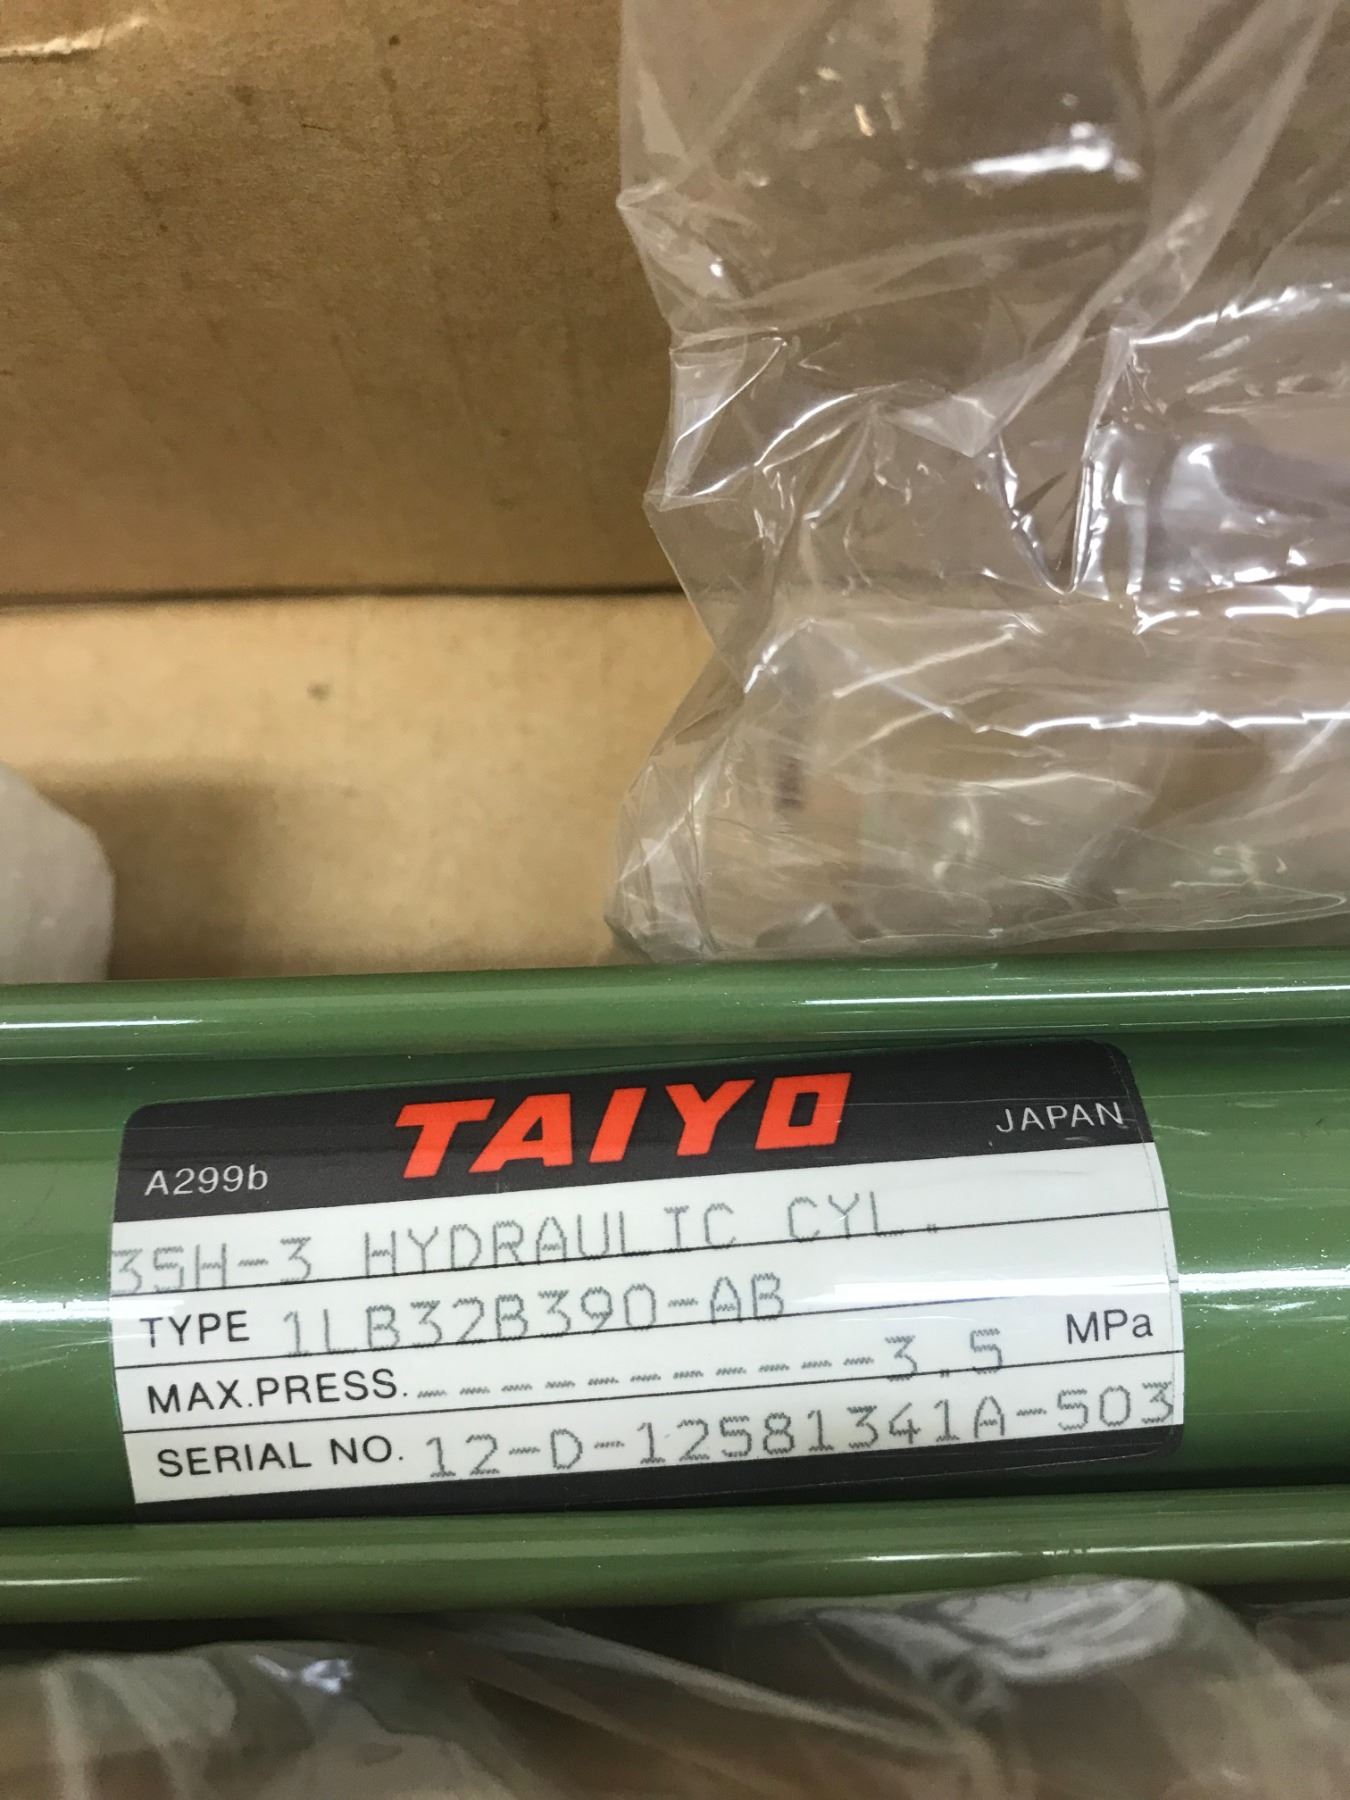 TAIYO
JAPAN
A299b
35H-3 HYDRAULIC CYL.
TYPE 1LB32B390-AB
MAX.PRESS. -----------3.5 MPa
SERIAL NO. 12-D-12581341A-503